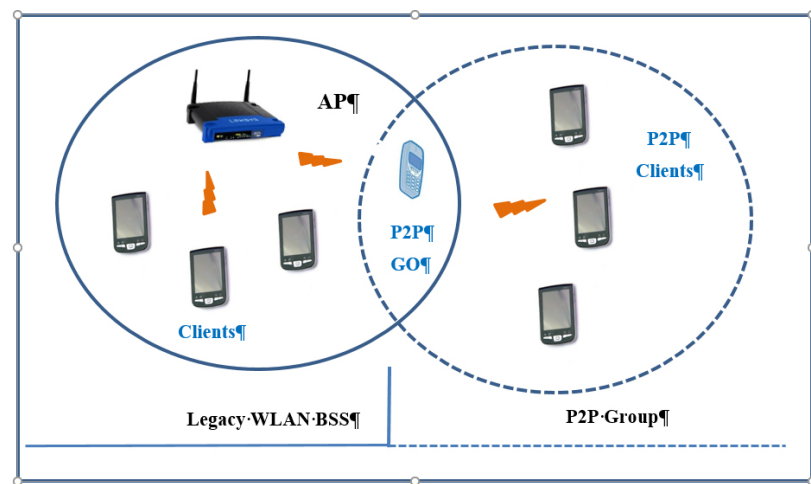 AP¶
P2P¶
Clients¶
P2P¶
GO¶
Clients¶
Legacy·WLAN·BSS¶
P2P·Group¶